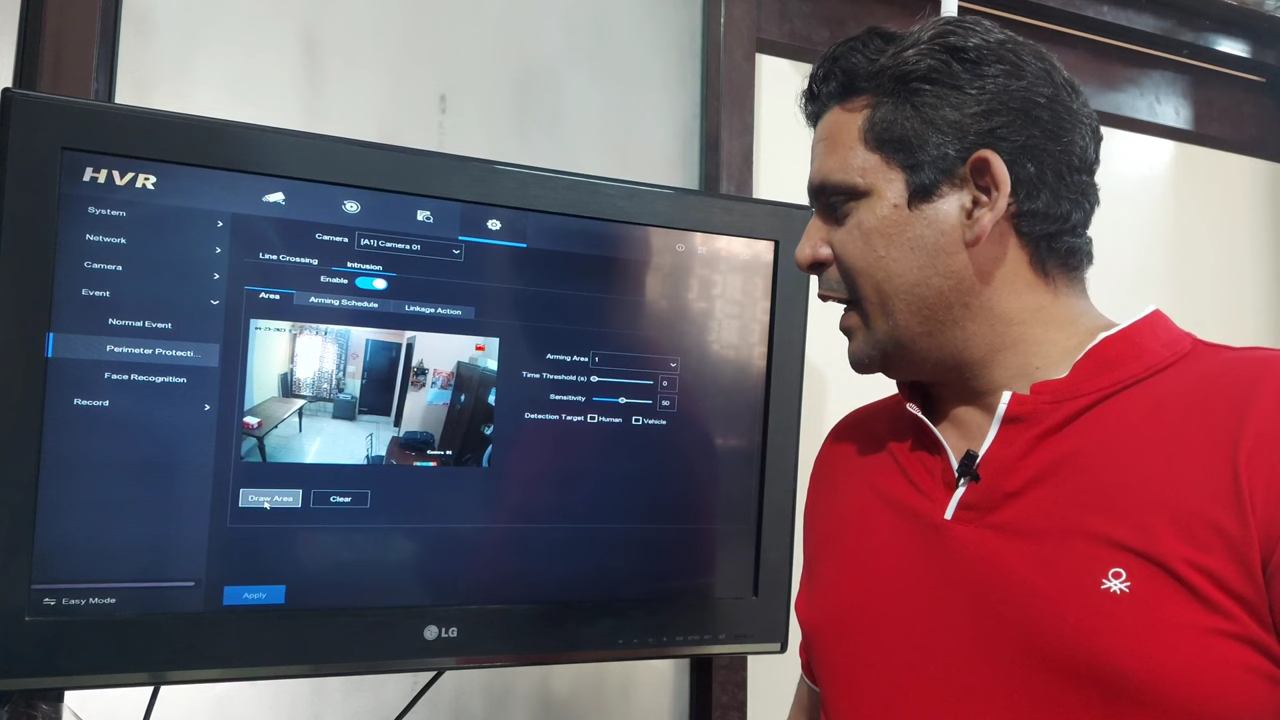 HVR
System
Network
Camera
Event
Normal Event
Perimeter Protecti...
Face Recognition
Record
Easy Mode
Camera [A1] Camera 01
Line Crossing Intrusion
Enable
Area Arming Schedule Linkage Action
Camera 01
Arming Area 1
Time Threshold (s) 0
Sensitivity 50
Detection Target Human Vehicle
Draw Area Clear
Apply
LG